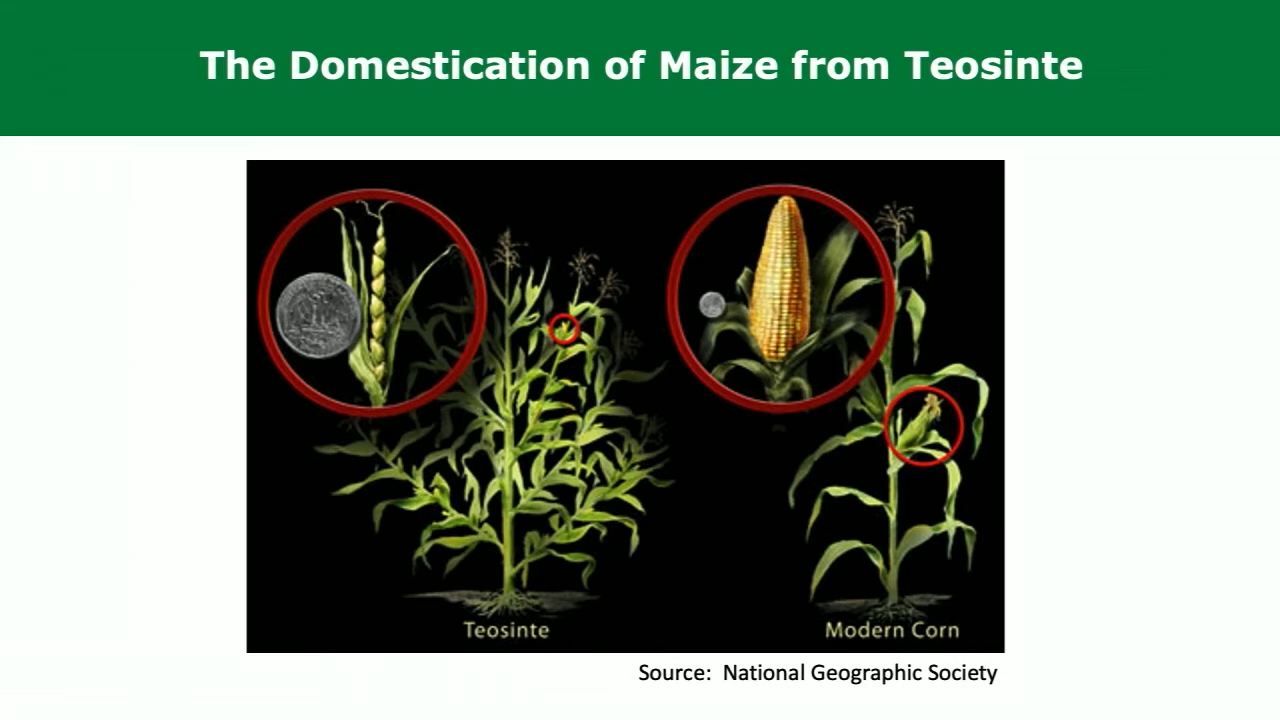 The Domestication of Maize from Teosinte
Teosinte
Modern Corn
Source:  National Geographic Society